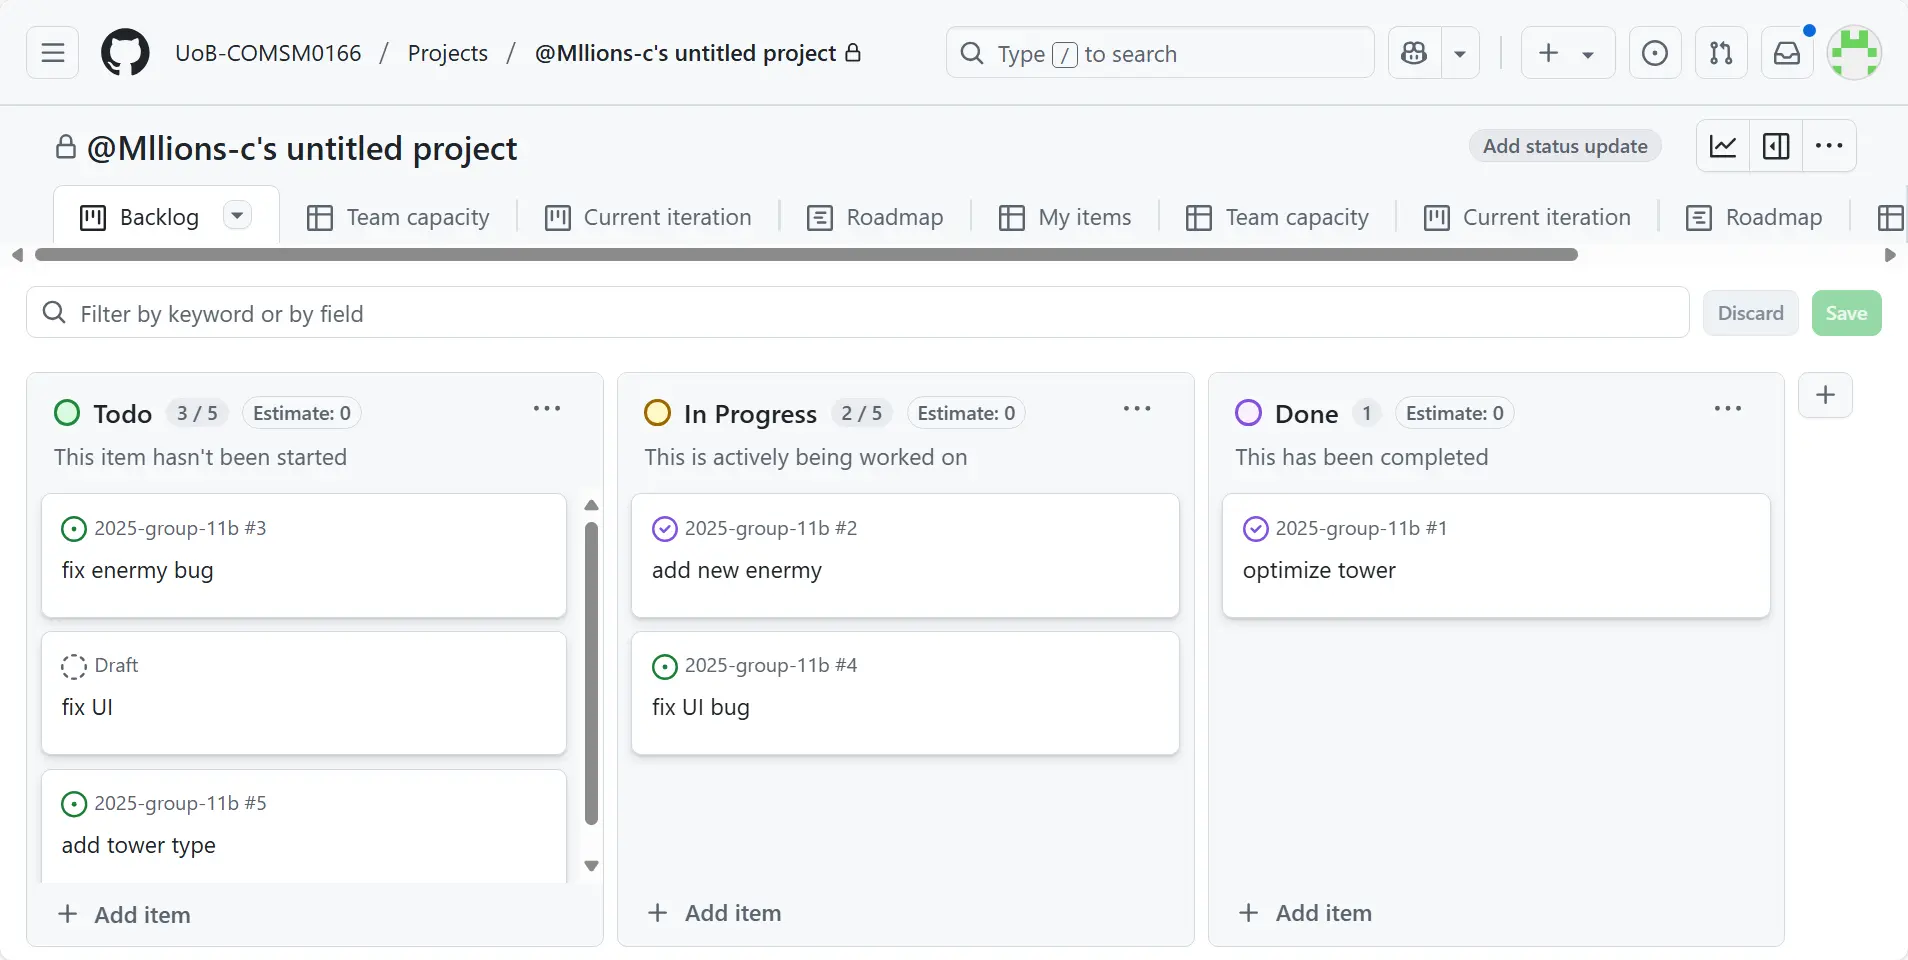 UoB-COMSM0166 / Projects / @Mllions-c's untitled project
Type / to search
@Mllions-c's untitled project
Add status update
Backlog
Team capacity
Current iteration
Roadmap
My items
Team capacity
Current iteration
Roadmap
Filter by keyword or by field
Discard
Save
Todo 3 / 5 Estimate: 0
This item hasn't been started
2025-group-11b #3
fix enermy bug
Draft
fix UI
2025-group-11b #5
add tower type
Add item
In Progress 2 / 5 Estimate: 0
This is actively being worked on
2025-group-11b #2
add new enermy
2025-group-11b #4
fix UI bug
Add item
Done 1 Estimate: 0
This has been completed
2025-group-11b #1
optimize tower
Add item